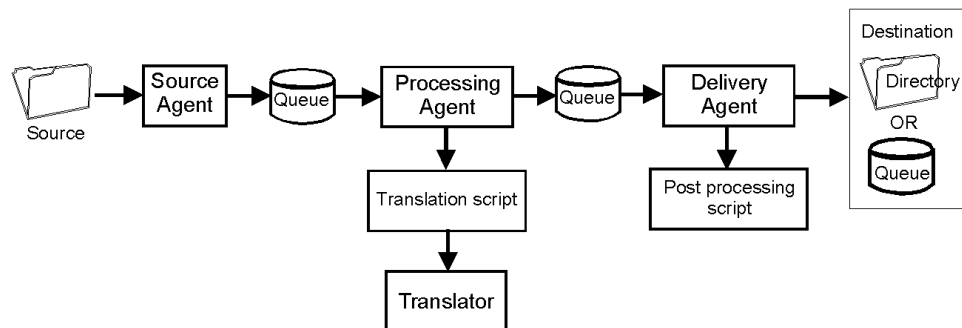 Destination
Source
Agent
Processing
Agent
Delivery
Agent
Queue
Queue
Directory
Source
OR
Queue
Translation script
Post processing
script
Translator